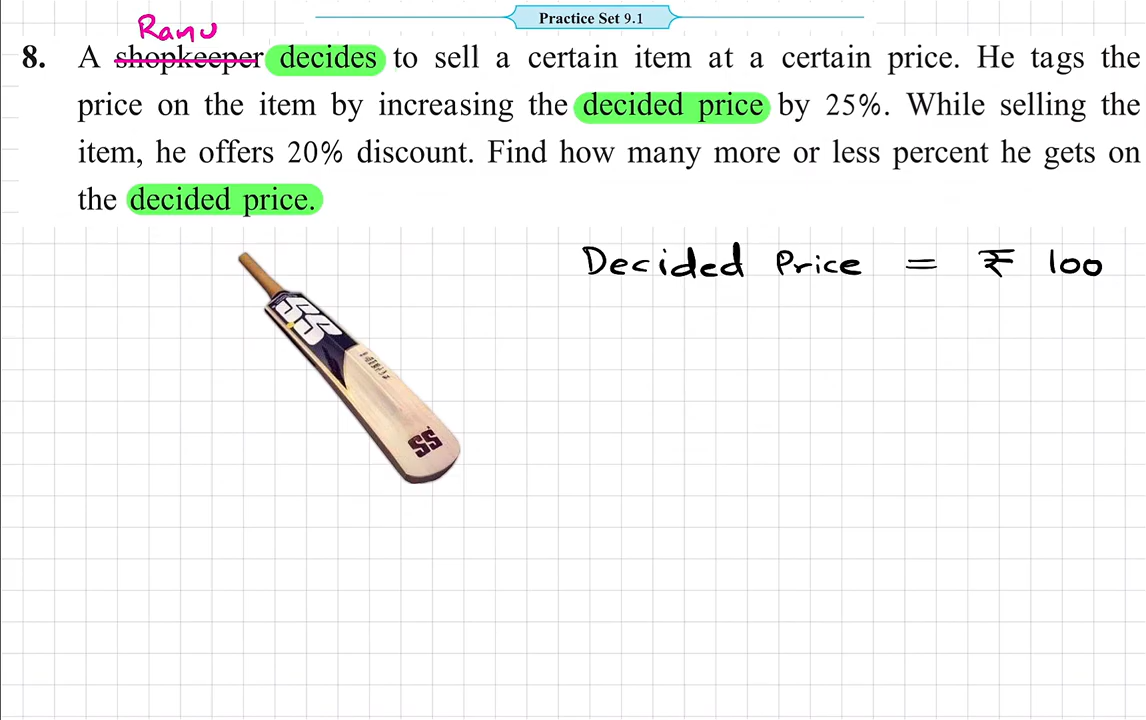 Practice Set 9.1
Ramu
8. A shopkeeper decides to sell a certain item at a certain price. He tags the
price on the item by increasing the decided price by 25%. While selling the
item, he offers 20% discount. Find how many more or less percent he gets on
the decided price.
Decided Price = ₹ 100
SS
SS